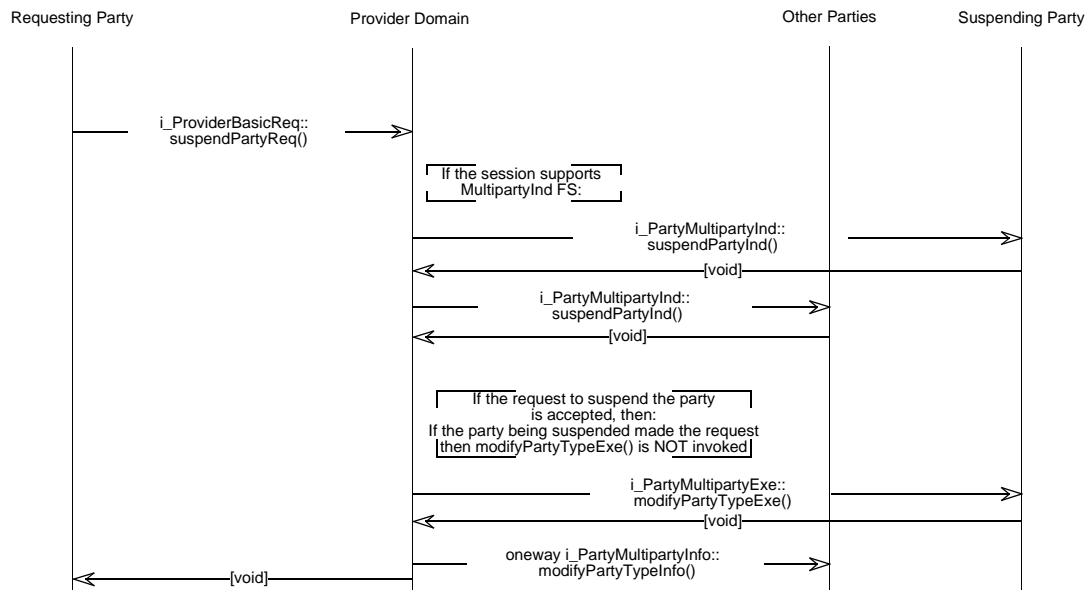 Requesting Party
Provider Domain
Other Parties
Suspending Party
i_ProviderBasicReq::
suspendPartyReq()
If the session supports
MultipartyInd FS:
i_PartyMultipartyInd::
suspendPartyInd()
[void]
i_PartyMultipartyInd::
suspendPartyInd()
[void]
If the request to suspend the party
is accepted, then:
If the party being suspended made the request
then modifyPartyTypeExe() is NOT invoked
i_PartyMultipartyExe::
modifyPartyTypeExe()
[void]
oneway i_PartyMultipartyInfo::
modifyPartyTypeInfo()
[void]